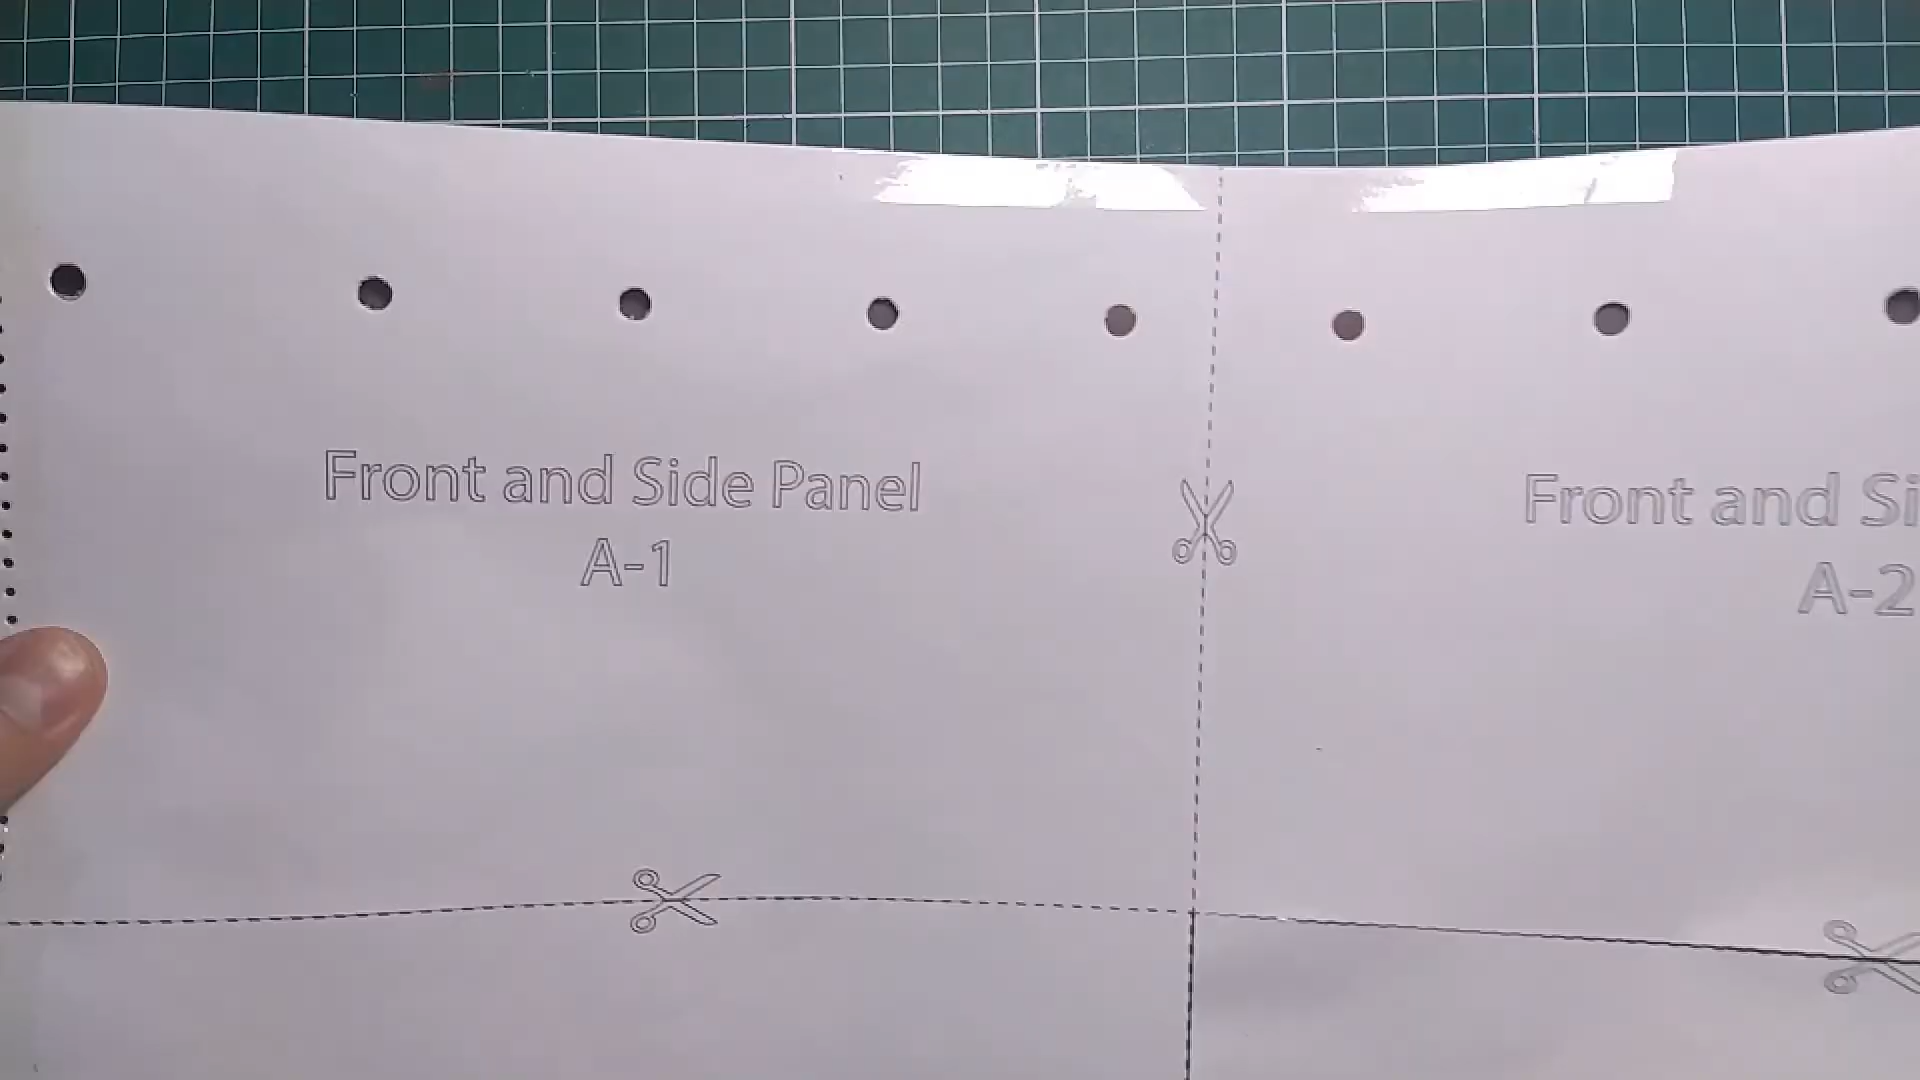 Front and Side Panel
A-1
Front and Si
A-2